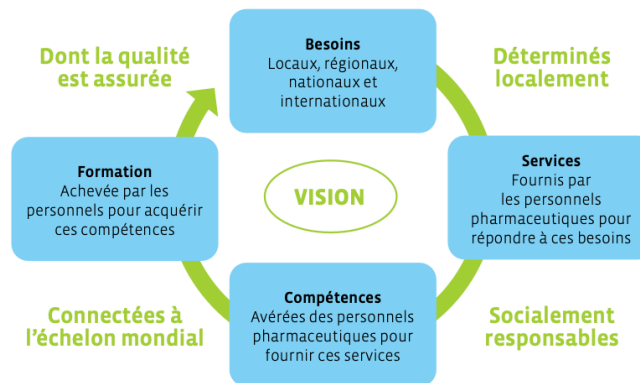 Dont la qualité
est assurée
Besoins
Locaux, régionaux,
nationaux et
internationaux
Déterminés
localement
Formation
Achevée par les
personnels pour acquérir
ces compétences
VISION
Services
Fournis par
les personnels
pharmaceutiques pour
répondre à ces besoins
Connectées à
l'échelon mondial
Compétences
Avérées des personnels
pharmaceutiques pour
fournir ces services
Socialement
responsables